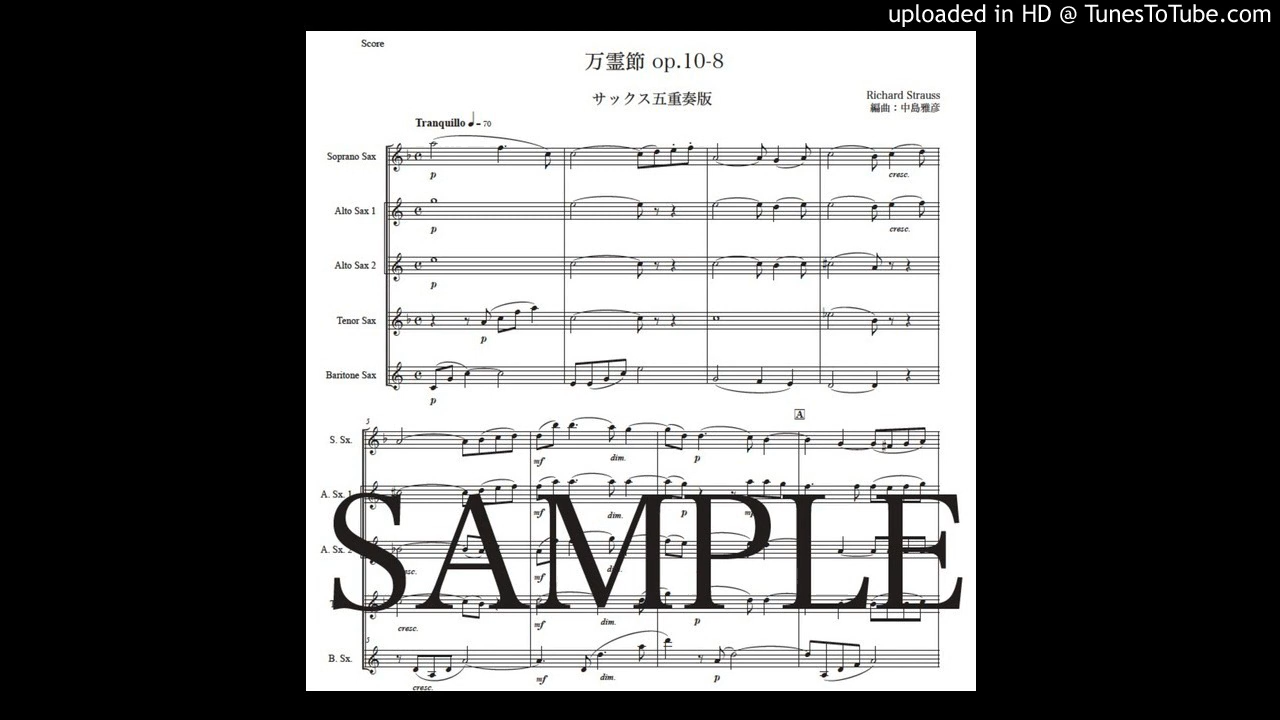 uploaded in HD @ TunesToTube.com
Score
万霊節 op.10-8
サックス五重奏版
Richard Strauss
編曲：中島雅彦
Tranquillo ♩= 70
Soprano Sax
p
cresc.
Alto Sax 1
p
cresc.
Alto Sax 2
p
Tenor Sax
p
Baritone Sax
p
A
5
S. Sx.
mf
dim.
p
A. Sx. 1
mf
dim.
p
A. Sx. 2
mf
SAMPLE
cresc.
mf
dim.
p
5
B. Sx.
cresc.
mf
dim.
p